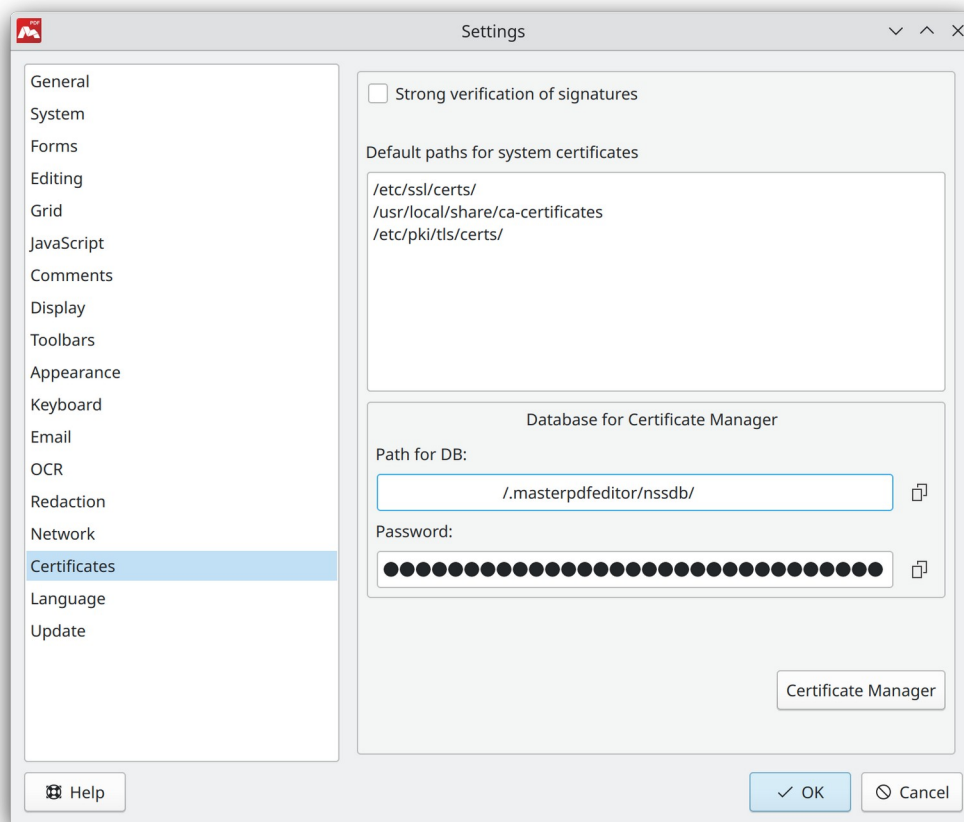 PDF
Settings
General
System
Forms
Editing
Grid
JavaScript
Comments
Display
Toolbars
Appearance
Keyboard
Email
OCR
Redaction
Network
Certificates
Language
Update
Strong verification of signatures
Default paths for system certificates
/etc/ssl/certs/
/usr/local/share/ca-certificates
/etc/pki/tls/certs/
Database for Certificate Manager
Path for DB:
/.masterpdfeditor/nssdb/
Password:
Certificate Manager
Help
OK
Cancel